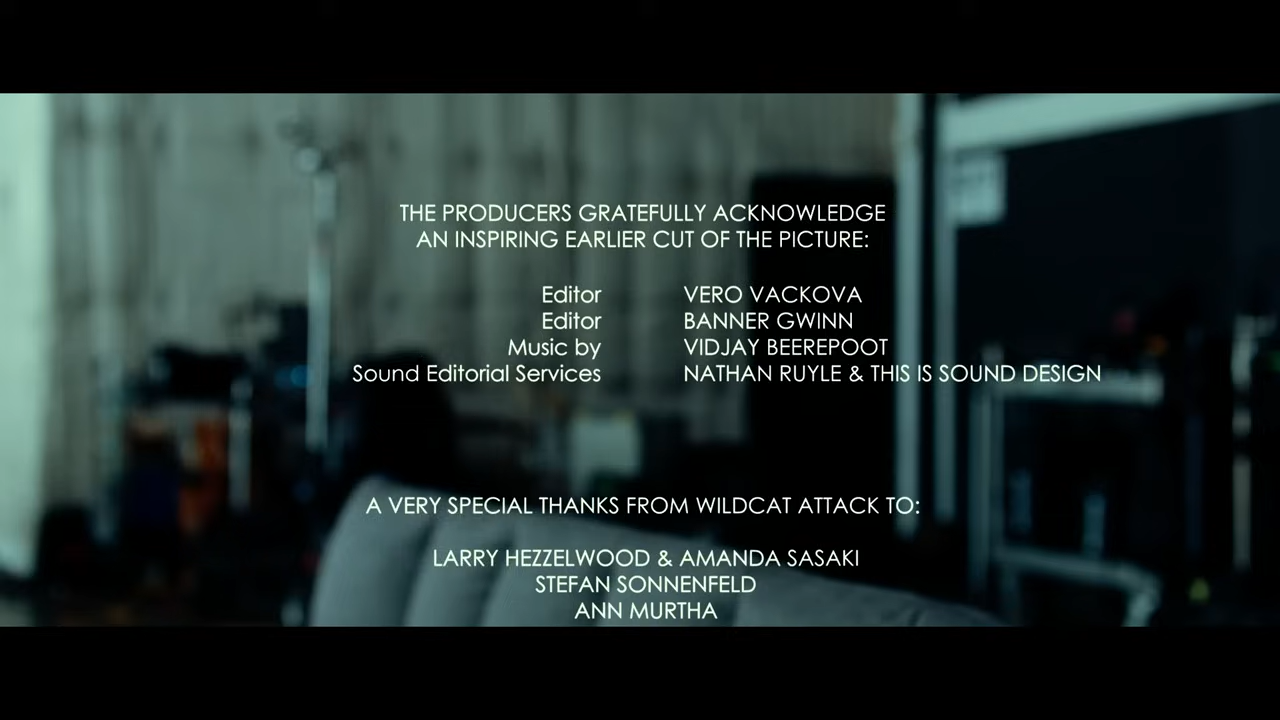 THE PRODUCERS GRATEFULLY ACKNOWLEDGE
AN INSPIRING EARLIER CUT OF THE PICTURE:
Editor VERO VACKOVA
Editor BANNER GWINN
Music by VIDJAY BEEREPOOT
Sound Editorial Services NATHAN RUYLE & THIS IS SOUND DESIGN
A VERY SPECIAL THANKS FROM WILDCAT ATTACK TO:
LARRY HEZZELWOOD & AMANDA SASAKI
STEFAN SONNENFELD
ANN MURTHA